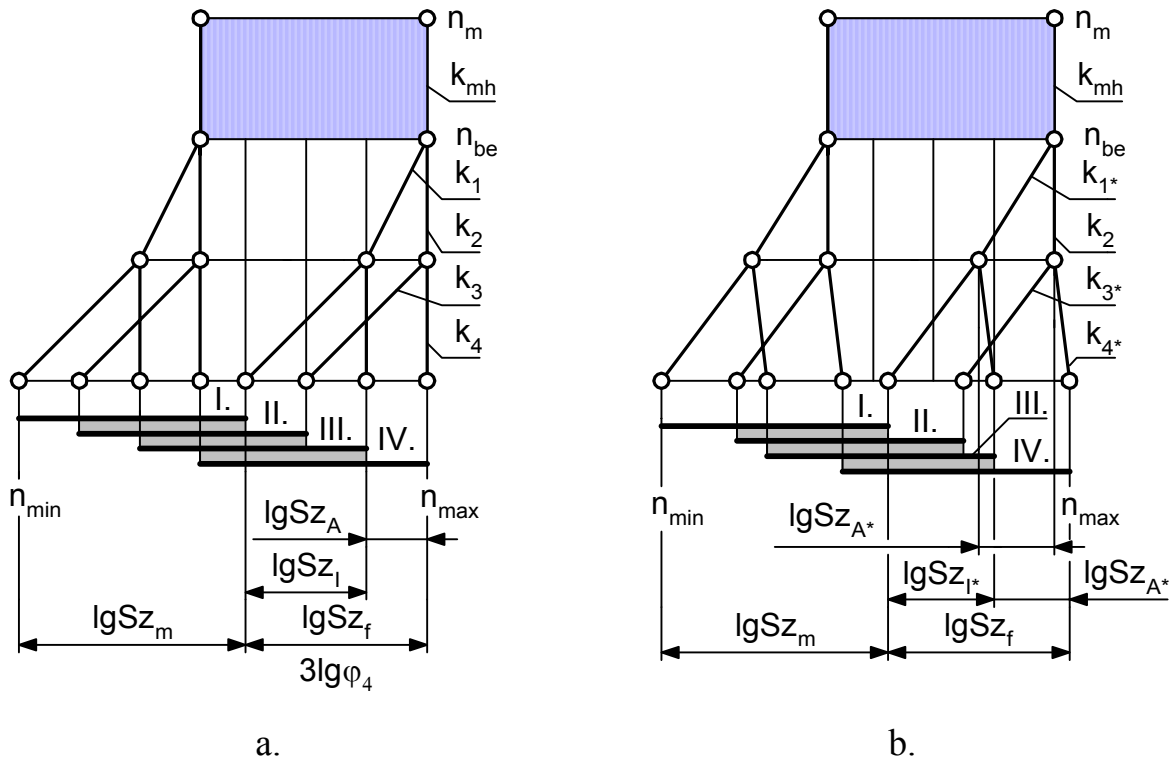 n_m
k_mh
n_be
k_1
k_2
k_3
k_4
I.
II.
III.
IV.
n_min
n_max
lgSz_A
lgSz_I
lgSz_m
lgSz_f
3lgφ_4
a.
n_m
k_mh
n_be
k_1*
k_2
k_3*
k_4*
I.
II.
III.
IV.
n_min
n_max
lgSz_A*
lgSz_I*
lgSz_A*
lgSz_m
lgSz_f
b.